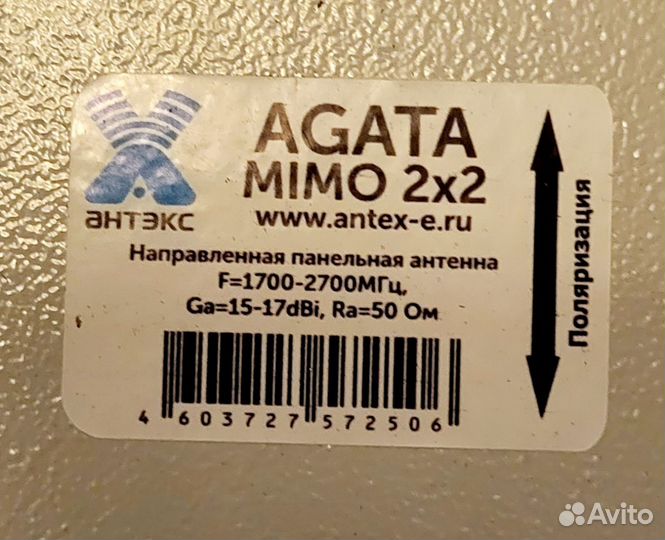 антэкс
AGATA
MIMO 2x2
www.antex-e.ru
Направленная панельная антенна
F=1700-2700МГц,
Ga=15-17dBi, Ra=50 Ом
4 603727 572506
Поляризация
Avito